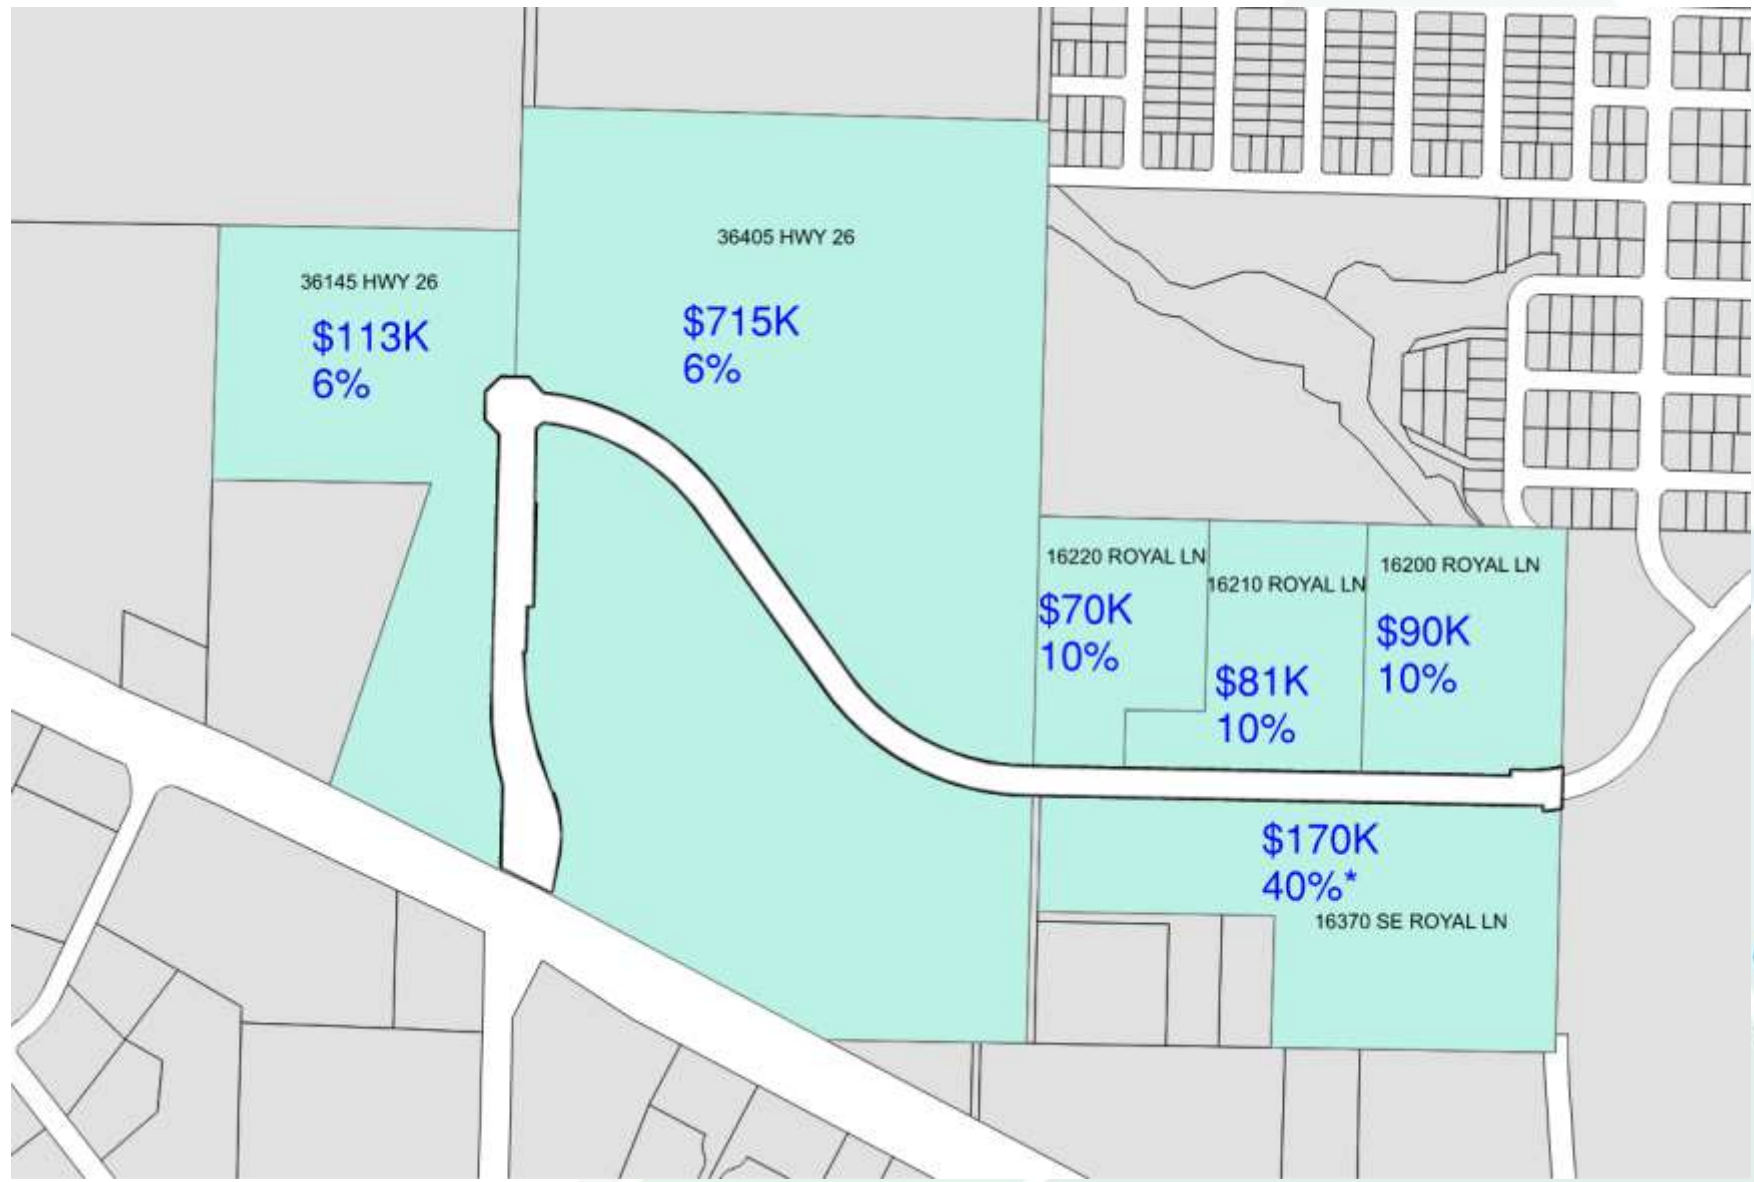 36405 HWY 26
$715K
6%
36145 HWY 26
$113K
6%
16220 ROYAL LN
$70K
10%
16210 ROYAL LN
$81K
10%
16200 ROYAL LN
$90K
10%
$170K
40%*
16370 SE ROYAL LN